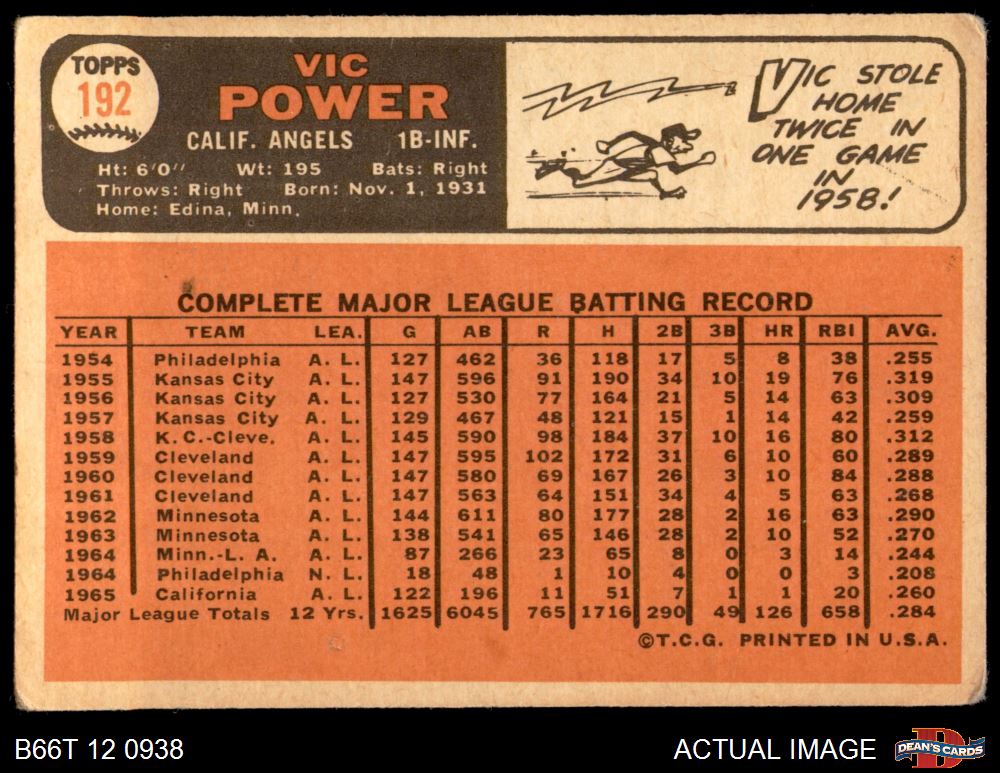 TOPPS
192
VIC
POWER
CALIF. ANGELS 1B-INF.
Ht: 6'0" Wt: 195 Bats: Right
Throws: Right Born: Nov. 1, 1931
Home: Edina, Minn.
VIC STOLE
HOME
TWICE IN
ONE GAME
IN
1958!
COMPLETE MAJOR LEAGUE BATTING RECORD
YEAR TEAM LEA. G AB R H 2B 3B HR RBI AVG.
1954 Philadelphia A. L. 127 462 36 118 17 5 8 38 .255
1955 Kansas City A. L. 147 596 91 190 34 10 19 76 .319
1956 Kansas City A. L. 127 530 77 164 21 5 14 63 .309
1957 Kansas City A. L. 129 467 48 121 15 1 14 42 .259
1958 K. C.-Cleve. A. L. 145 590 98 184 37 10 16 80 .312
1959 Cleveland A. L. 147 595 102 172 31 6 10 60 .289
1960 Cleveland A. L. 147 580 69 167 26 3 10 84 .288
1961 Cleveland A. L. 147 563 64 151 34 4 5 63 .268
1962 Minnesota A. L. 144 611 80 177 28 2 16 63 .290
1963 Minnesota A. L. 138 541 65 146 28 2 10 52 .270
1964 Minn.-L. A. A. L. 87 266 23 65 8 0 3 14 .244
1964 Philadelphia N. L. 18 48 1 10 4 0 0 3 .208
1965 California A. L. 122 196 11 51 7 1 1 20 .260
Major League Totals 12 Yrs. 1625 6045 765 1716 290 49 126 658 .284
©T.C.G. PRINTED IN U.S.A.
B66T 12 0938
ACTUAL IMAGE
DEAN'S CARDS